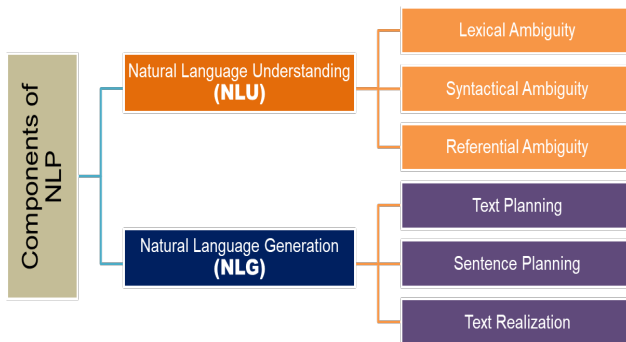 Components of
NLP
Natural Language Understanding
(NLU)
Lexical Ambiguity
Syntactical Ambiguity
Referential Ambiguity
Natural Language Generation
(NLG)
Text Planning
Sentence Planning
Text Realization